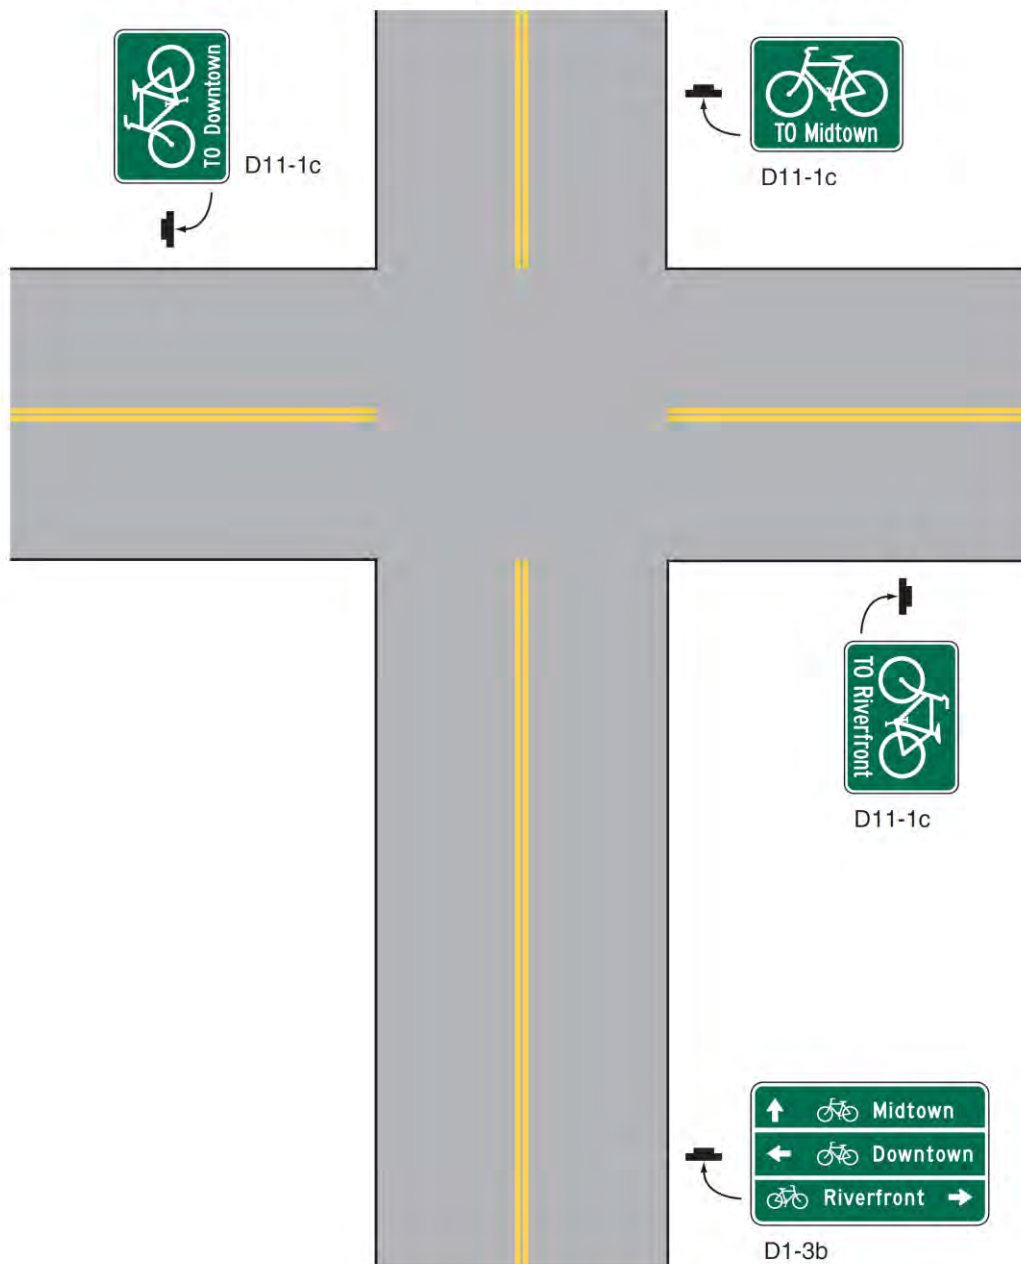 TO Downtown
D11-1c
TO Midtown
D11-1c
TO Riverfront
D11-1c
Midtown
Downtown
Riverfront
D1-3b